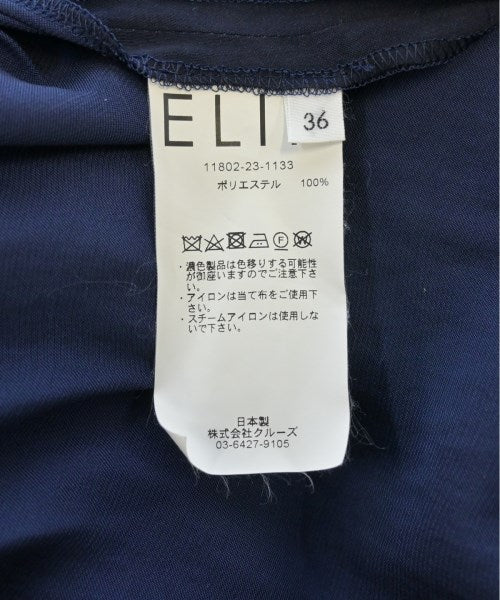 ELI
36
11802-23-1133
ポリエステル 100%
F
・濃色製品は色移りする可能性
が御座いますのでご注意下さ
い。
・アイロンは当て布をご使用下
さい。
・スチームアイロンは使用しな
いで下さい。
日本製
株式会社クルーズ
03-6427-9105